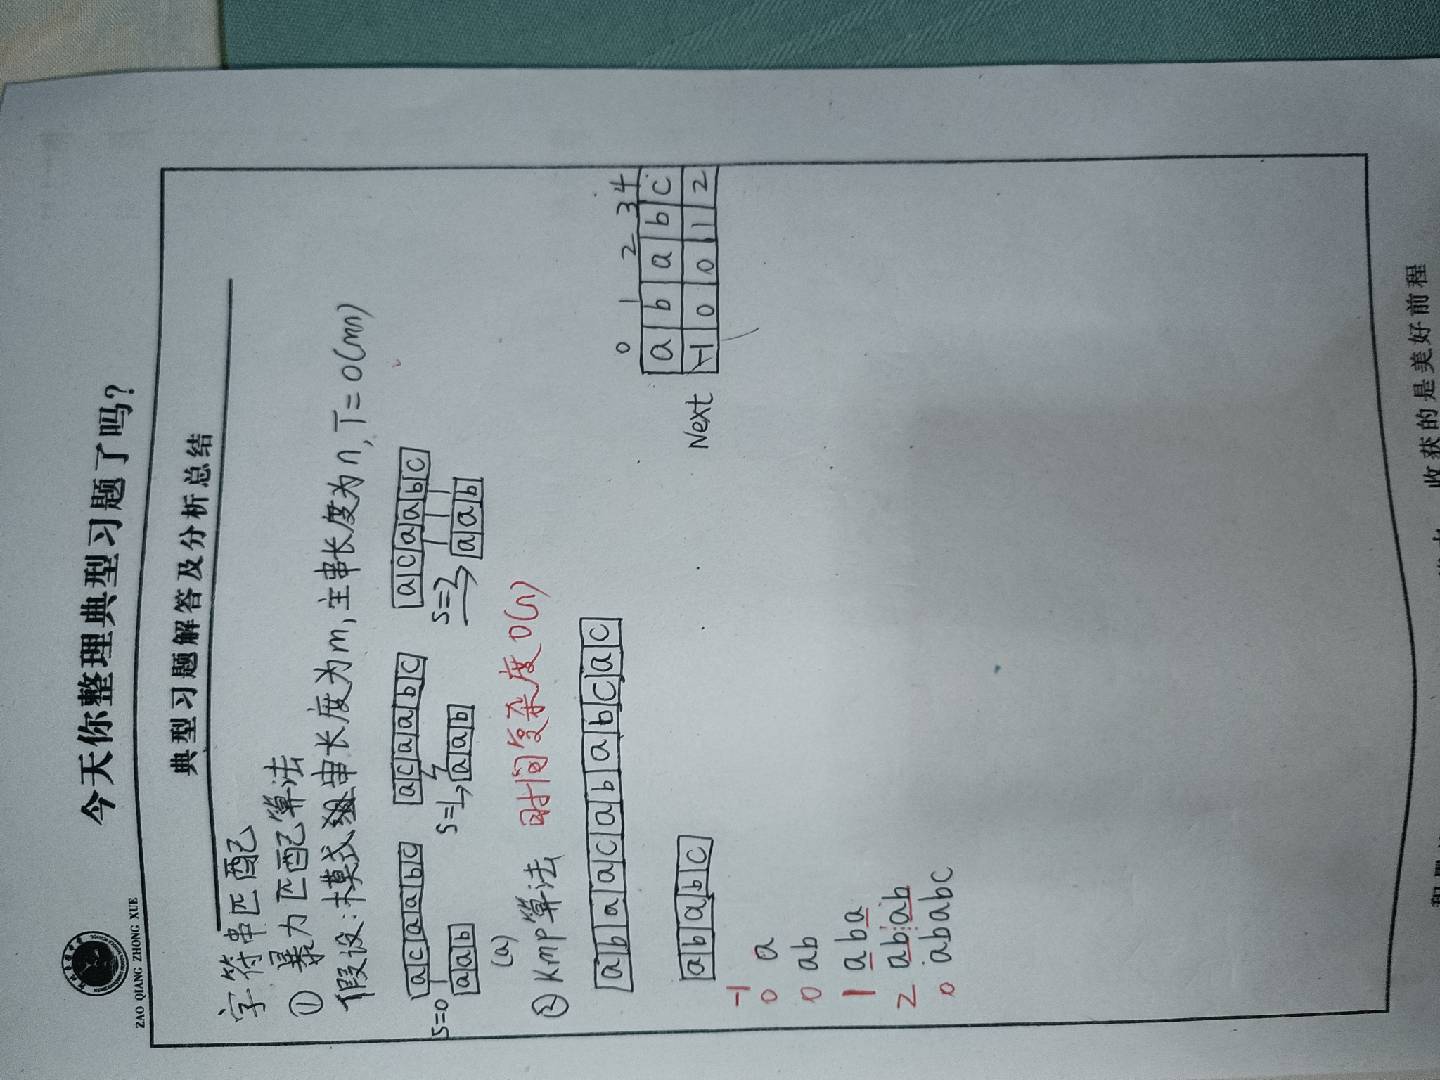 ZAO QIANG ZHONG XUE
今天你整理典型习题了吗?
典型习题解答及分析总结
字符串匹配
① 暴力匹配算法
假设:模式串长度为m,主串长度为n,T=O(mn)
a c a a b c
a c a a b c
a c a a b c
S=0
S=1
S=2
a a b
a a b
a a b
(a)
② Kmp算法 时间复杂度O(n)
a b a a c a b a b c a c
0 1 2 3 4
a b a b c
Next -1 0 0 1 2
a b a b c
-1
0 a
0 ab
1 aba
2 abab
0 ababc
收获的是美好前程